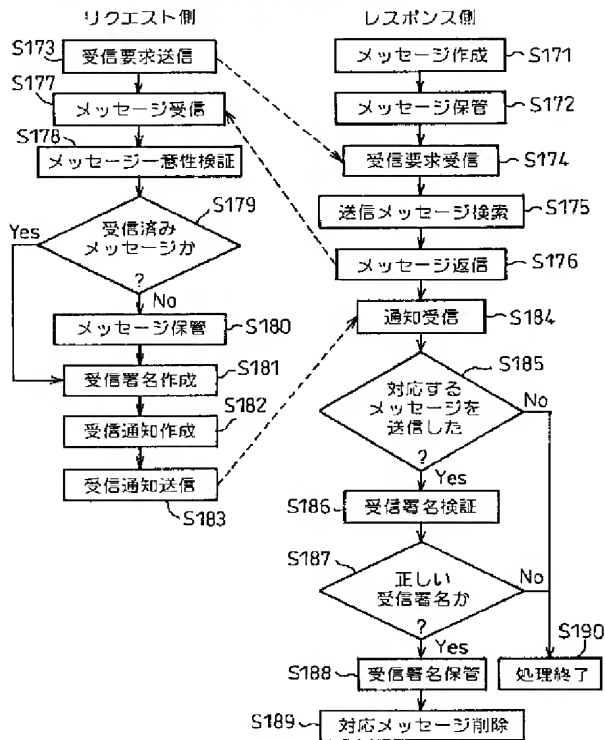 リクエスト側
S173
受信要求送信
S177
メッセージ受信
S178
メッセージ一意性検証
S179
受信済み
メッセージか
?
Yes
No
メッセージ保管
S180
受信署名作成
S181
S182
受信通知作成
受信通知送信
S183
レスポンス側
メッセージ作成
S171
メッセージ保管
S172
受信要求受信
S174
送信メッセージ検索
S175
メッセージ返信
S176
通知受信
S184
S185
対応する
メッセージを
送信した
?
No
Yes
S186
受信署名検証
S187
正しい
受信署名か
?
No
Yes
S190
S188
受信署名保管
処理終了
S189
対応メッセージ削除